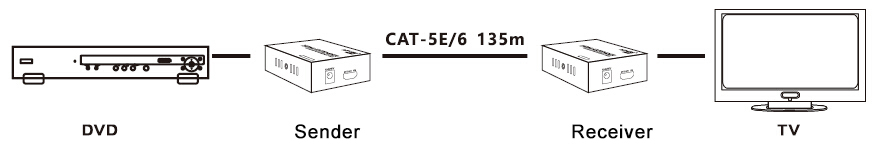 CAT-5E/6 135m
DVD
Sender
Receiver
TV